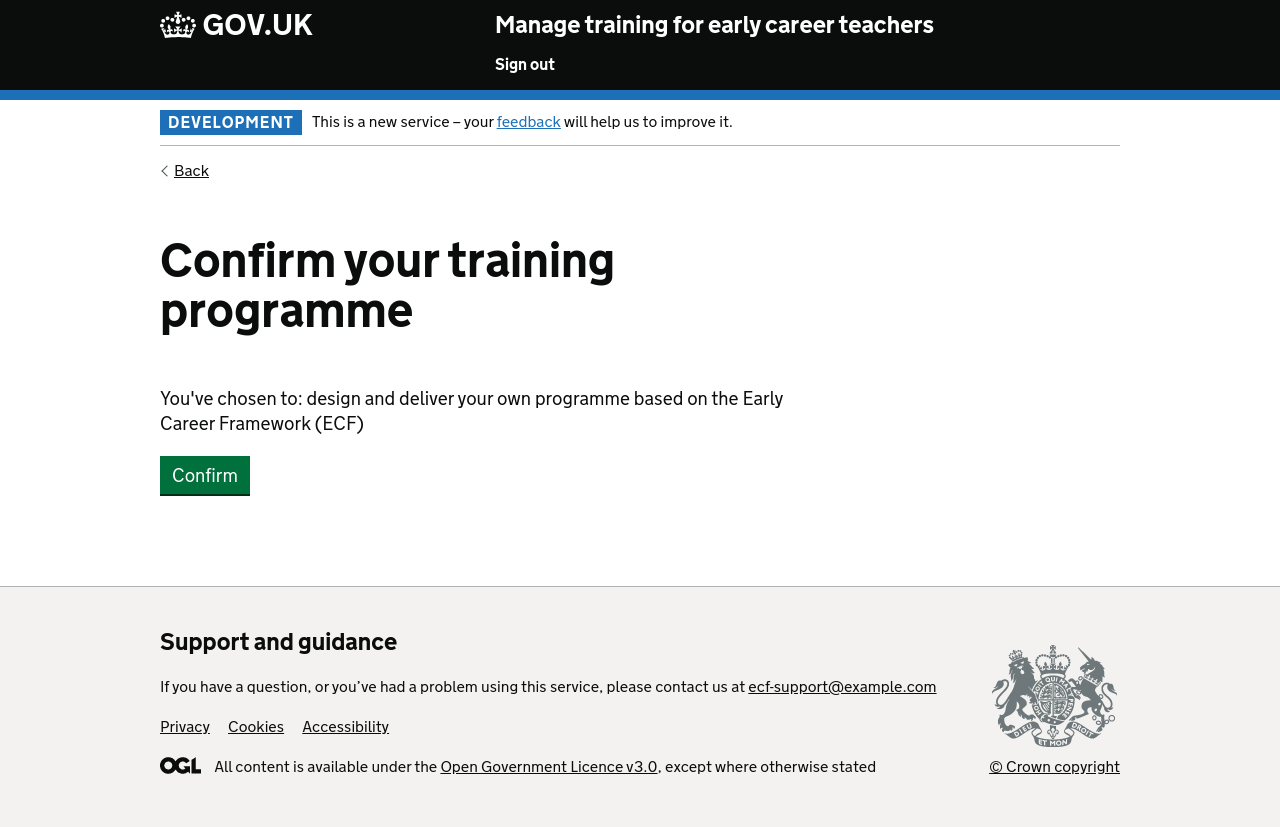 GOV.UK
Manage training for early career teachers
Sign out
DEVELOPMENT
This is a new service – your feedback will help us to improve it.
Back
Confirm your training
programme
You've chosen to: design and deliver your own programme based on the Early
Career Framework (ECF)
Confirm
Support and guidance
If you have a question, or you’ve had a problem using this service, please contact us at ecf-support@example.com
Privacy
Cookies
Accessibility
OGL
All content is available under the Open Government Licence v3.0, except where otherwise stated
DIEU ET MON DROIT
© Crown copyright